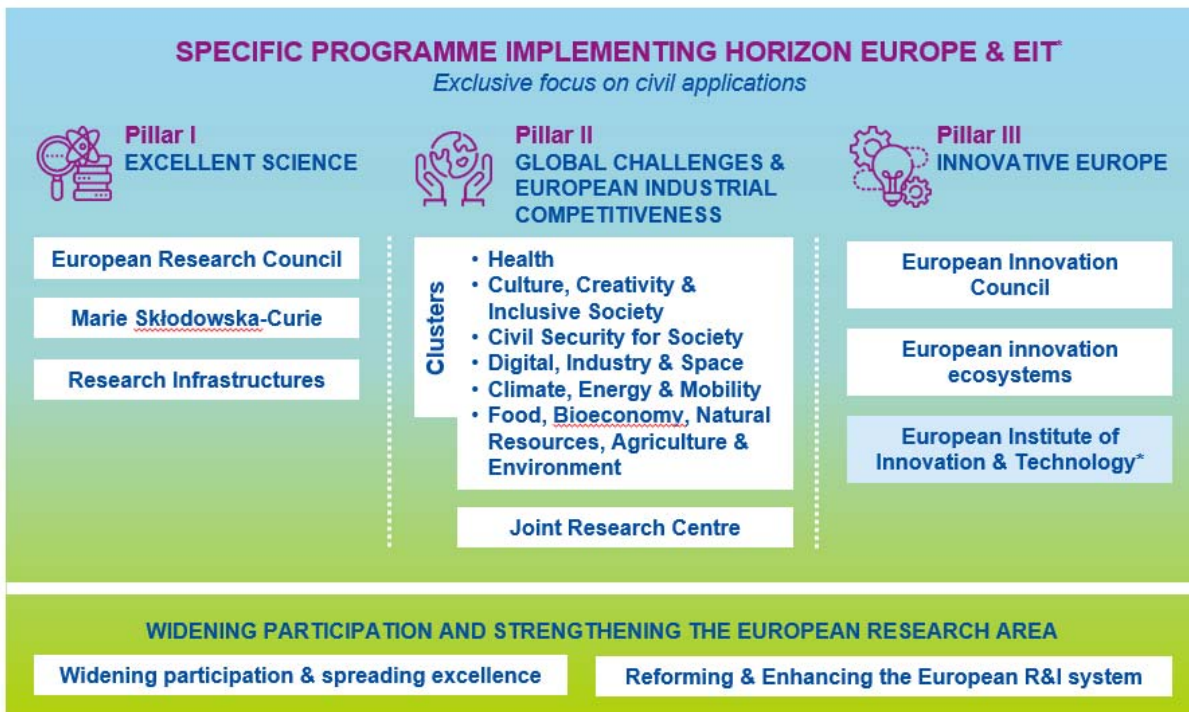 SPECIFIC PROGRAMME IMPLEMENTING HORIZON EUROPE & EIT*
Exclusive focus on civil applications
Pillar I
EXCELLENT SCIENCE
European Research Council
Marie Skłodowska-Curie
Research Infrastructures
Pillar II
GLOBAL CHALLENGES &
EUROPEAN INDUSTRIAL
COMPETITIVENESS
Clusters
• Health
• Culture, Creativity &
Inclusive Society
• Civil Security for Society
• Digital, Industry & Space
• Climate, Energy & Mobility
• Food, Bioeconomy, Natural
Resources, Agriculture &
Environment
Joint Research Centre
Pillar III
INNOVATIVE EUROPE
European Innovation
Council
European innovation
ecosystems
European Institute of
Innovation & Technology*
WIDENING PARTICIPATION AND STRENGTHENING THE EUROPEAN RESEARCH AREA
Widening participation & spreading excellence
Reforming & Enhancing the European R&I system